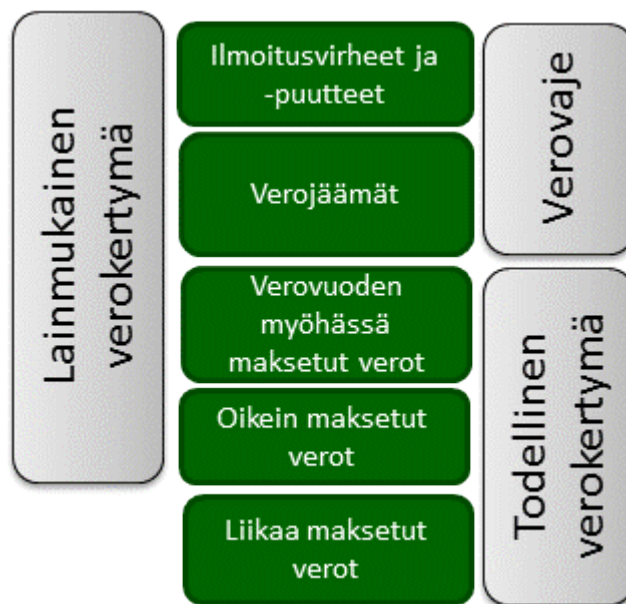 Lainmukainen
verokertymä
Ilmoitusvirheet ja
-puutteet
Verojäämät
Verovuoden
myöhässä
maksetut verot
Oikein maksetut
verot
Liikaa maksetut
verot
Verovaje
Todellinen
verokertymä